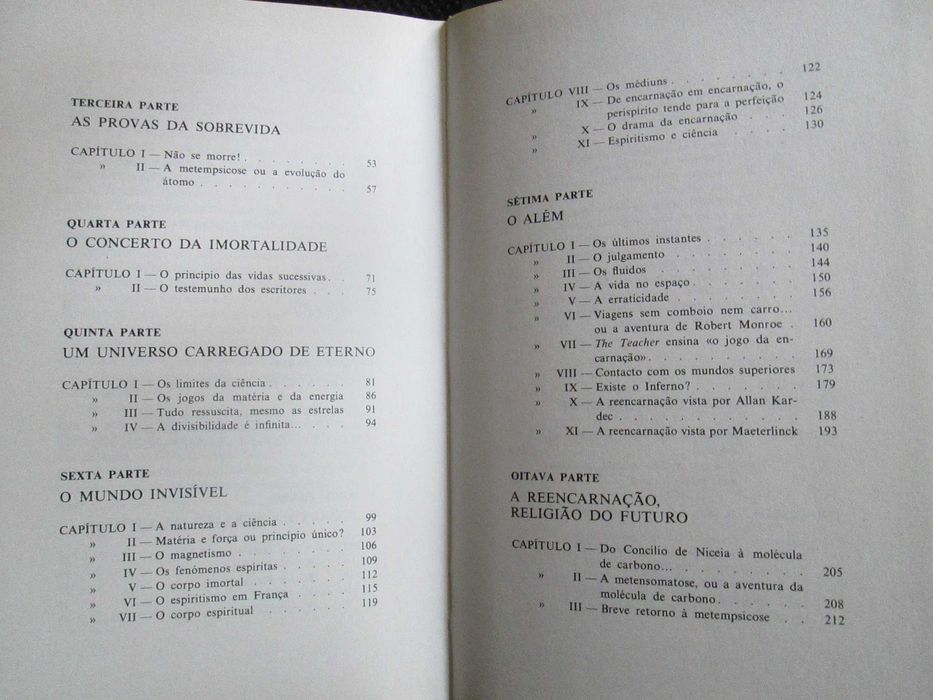 TERCEIRA PARTE
AS PROVAS DA SOBREVIDA
CAPÍTULO I — Não se morre! . . . . . . . . 53
» II — A metempsicose ou a evolução do
átomo . . . . . . . . . . . 57
QUARTA PARTE
O CONCERTO DA IMORTALIDADE
CAPÍTULO I — O princípio das vidas sucessivas. . 71
» II — O testemunho dos escritores . . . 75
QUINTA PARTE
UM UNIVERSO CARREGADO DE ETERNO
CAPÍTULO I — Os limites da ciência . . . . . . 81
» II — Os jogos da matéria e da energia 86
» III — Tudo ressuscita, mesmo as estrelas 91
» IV — A divisibilidade é infinita... . . . 94
SEXTA PARTE
O MUNDO INVISÍVEL
CAPÍTULO I — A natureza e a ciência . . . . . 99
» II — Matéria e força ou princípio único? 103
» III — O magnetismo . . . . . . . . 106
» IV — Os fenómenos espíritas . . . . . 109
» V — O corpo imortal . . . . . . . 112
» VI — O espiritismo em França . . . . 115
» VII — O corpo espiritual . . . . . . 119
CAPÍTULO VIII — Os médiuns . . . . . . . . 122
» IX — De encarnação em encarnação, o
perispírito tende para a perfeição 124
» X — O drama da encarnação . . . 126
» XI — Espiritismo e ciência . . . . . 130
SÉTIMA PARTE
O ALÉM
CAPÍTULO I — Os últimos instantes . . . . . . 135
» II — O julgamento . . . . . . . . 140
» III — Os fluidos . . . . . . . . . 144
» IV — A vida no espaço . . . . . . . 150
» V — A erraticidade . . . . . . . . 156
» VI — Viagens sem comboio nem carro...
ou a aventura de Robert Monroe . 160
» VII — The Teacher ensina «o jogo da en-
carnação». . . . . . . . . . 169
» VIII — Contacto com os mundos superiores 173
» IX — Existe o Inferno? . . . . . . . 179
» X — A reencarnação vista por Allan Kar-
dec . . . . . . . . . . . . 188
» XI — A reencarnação vista por Maeterlinck 193
OITAVA PARTE
A REENCARNAÇÃO,
RELIGIÃO DO FUTURO
CAPÍTULO I — Do Concílio de Niceia à molécula
de carbono... . . . . . . . . 205
» II — A metensomatose, ou a aventura da
molécula de carbono. . . . . . 208
» III — Breve retorno à metempsicose . . 212